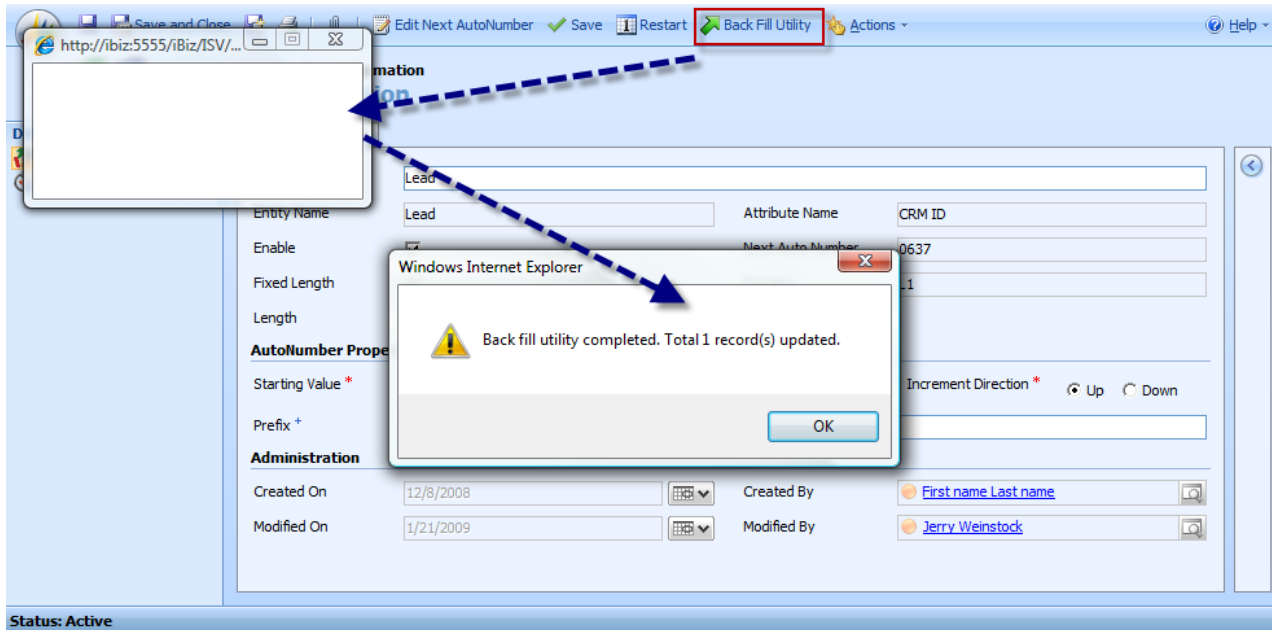 Save and Close Edit Next AutoNumber Save Restart Back Fill Utility Actions Help
http://ibiz:5555/iBiz/ISV/...
mation
on
D
Lead
Entity Name Lead Attribute Name CRM ID
Enable Next Auto Number 0637
Windows Internet Explorer
Fixed Length
Length
Back fill utility completed. Total 1 record(s) updated.
AutoNumber Prope
Starting Value * Increment Direction * Up Down
Prefix + OK
Administration
Created On 12/8/2008 Created By First name Last name
Modified On 1/21/2009 Modified By Jerry Weinstock
Status: Active